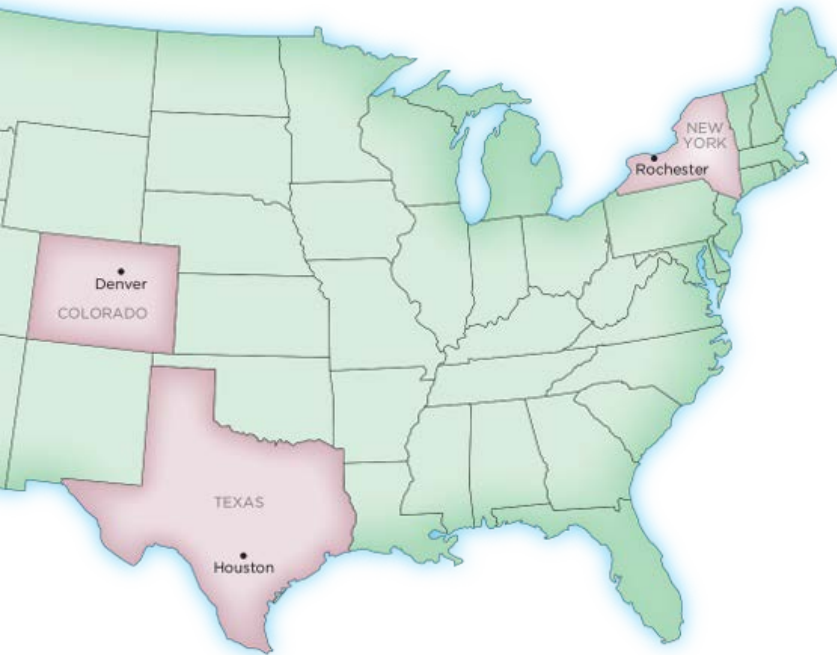 NEW
YORK
Rochester
Denver
COLORADO
TEXAS
Houston